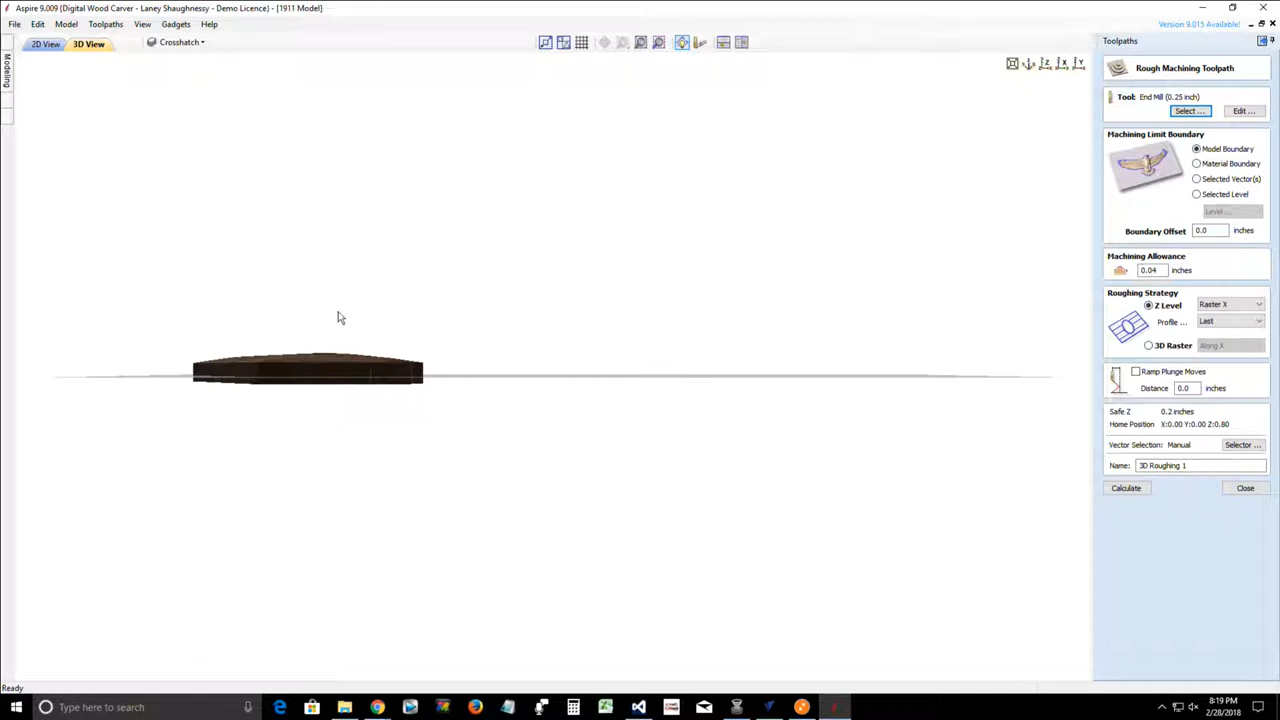 Aspire 9.009 (Digital Wood Carver - Laney Shaughnessy - Demo Licence) - [1911 Model]
File Edit Model Toolpaths View Gadgets Help
Version 9.015 Available!
2D View 3D View Crosshatch
Modeling
Toolpaths
Rough Machining Toolpath
Tool: End Mill (0.25 inch)
Select ... Edit ...
Machining Limit Boundary
Model Boundary
Material Boundary
Selected Vector(s)
Selected Level
Level ...
Boundary Offset 0.0 inches
Machining Allowance
0.04 inches
Roughing Strategy
Z Level Raster X
Profile ... Last
3D Raster Along X
Ramp Plunge Moves
Distance 0.0 inches
Safe Z 0.2 inches
Home Position X:0.00 Y:0.00 Z:0.80
Vector Selection: Manual Selector ...
Name: 3D Roughing 1
Calculate Close
Ready
Type here to search
8:19 PM
2/28/2018